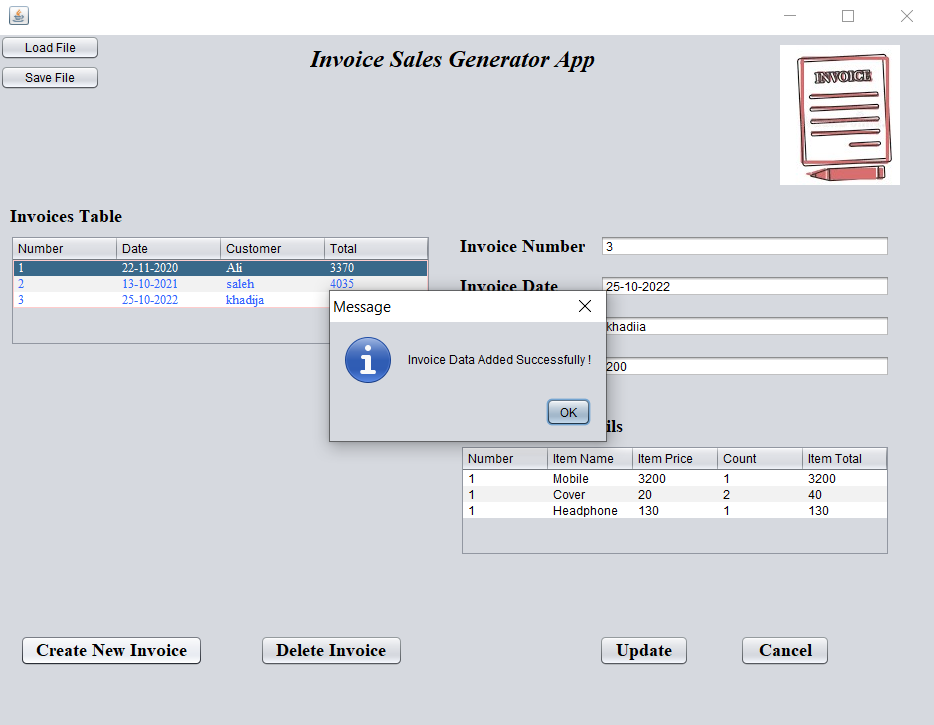 Load File
Save File
Invoice Sales Generator App
INVOICE
Invoices Table
Number Date Customer Total
1 22-11-2020 Ali 3370
2 13-10-2021 saleh 4035
3 25-10-2022 khadija
Invoice Number 3
Invoice Date 25-10-2022
khadija
200
Message
Invoice Data Added Successfully !
OK
ils
Number Item Name Item Price Count Item Total
1 Mobile 3200 1 3200
1 Cover 20 2 40
1 Headphone 130 1 130
Create New Invoice
Delete Invoice
Update
Cancel